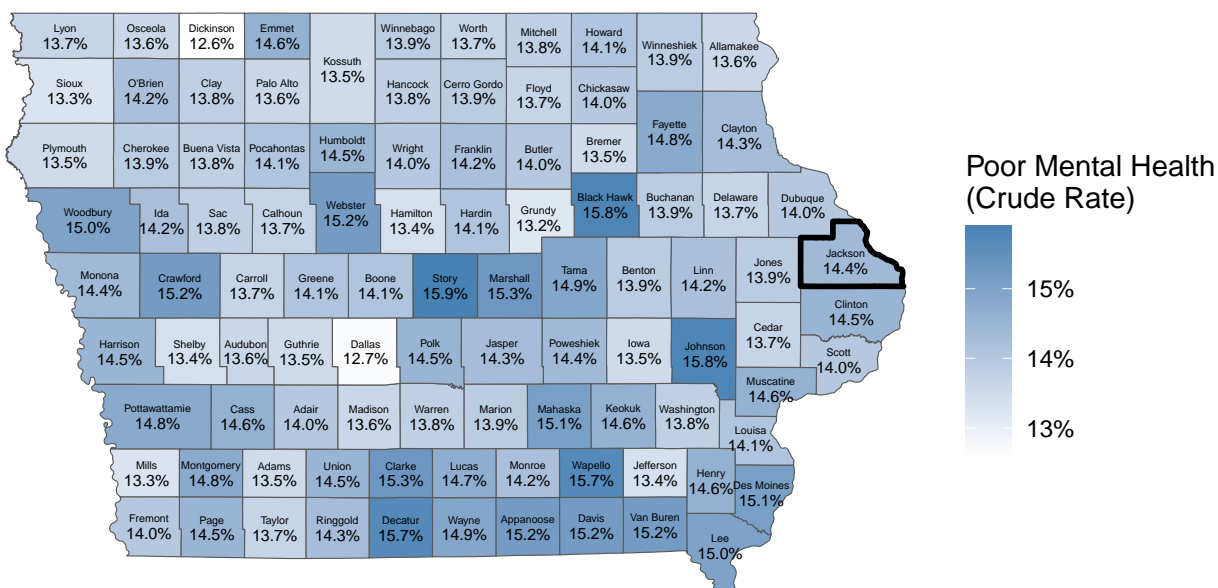 Lyon
13.7%
Osceola
13.6%
Dickinson
12.6%
Emmet
14.6%
Kossuth
13.5%
Winnebago
13.9%
Worth
13.7%
Mitchell
13.8%
Howard
14.1%
Winneshiek
13.9%
Allamakee
13.6%
Sioux
13.3%
O'Brien
14.2%
Clay
13.8%
Palo Alto
13.6%
Hancock
13.8%
Cerro Gordo
13.9%
Floyd
13.7%
Chickasaw
14.0%
Fayette
14.8%
Clayton
14.3%
Plymouth
13.5%
Cherokee
13.9%
Buena Vista
13.8%
Pocahontas
14.1%
Humboldt
14.5%
Wright
14.0%
Franklin
14.2%
Butler
14.0%
Bremer
13.5%
Woodbury
15.0%
Ida
14.2%
Sac
13.8%
Calhoun
13.7%
Webster
15.2%
Hamilton
13.4%
Hardin
14.1%
Grundy
13.2%
Black Hawk
15.8%
Buchanan
13.9%
Delaware
13.7%
Dubuque
14.0%
Monona
14.4%
Crawford
15.2%
Carroll
13.7%
Greene
14.1%
Boone
14.1%
Story
15.9%
Marshall
15.3%
Tama
14.9%
Benton
13.9%
Linn
14.2%
Jones
13.9%
Jackson
14.4%
Clinton
14.5%
Harrison
14.5%
Shelby
13.4%
Audubon
13.6%
Guthrie
13.5%
Dallas
12.7%
Polk
14.5%
Jasper
14.3%
Poweshiek
14.4%
Iowa
13.5%
Johnson
15.8%
Cedar
13.7%
Scott
14.0%
Muscatine
14.6%
Pottawattamie
14.8%
Cass
14.6%
Adair
14.0%
Madison
13.6%
Warren
13.8%
Marion
13.9%
Mahaska
15.1%
Keokuk
14.6%
Washington
13.8%
Louisa
14.1%
Mills
13.3%
Montgomery
14.8%
Adams
13.5%
Union
14.5%
Clarke
15.3%
Lucas
14.7%
Monroe
14.2%
Wapello
15.7%
Jefferson
13.4%
Henry
14.6%
Des Moines
15.1%
Fremont
14.0%
Page
14.5%
Taylor
13.7%
Ringgold
14.3%
Decatur
15.7%
Wayne
14.9%
Appanoose
15.2%
Davis
15.2%
Van Buren
15.2%
Lee
15.0%
Poor Mental Health
(Crude Rate)
15%
14%
13%